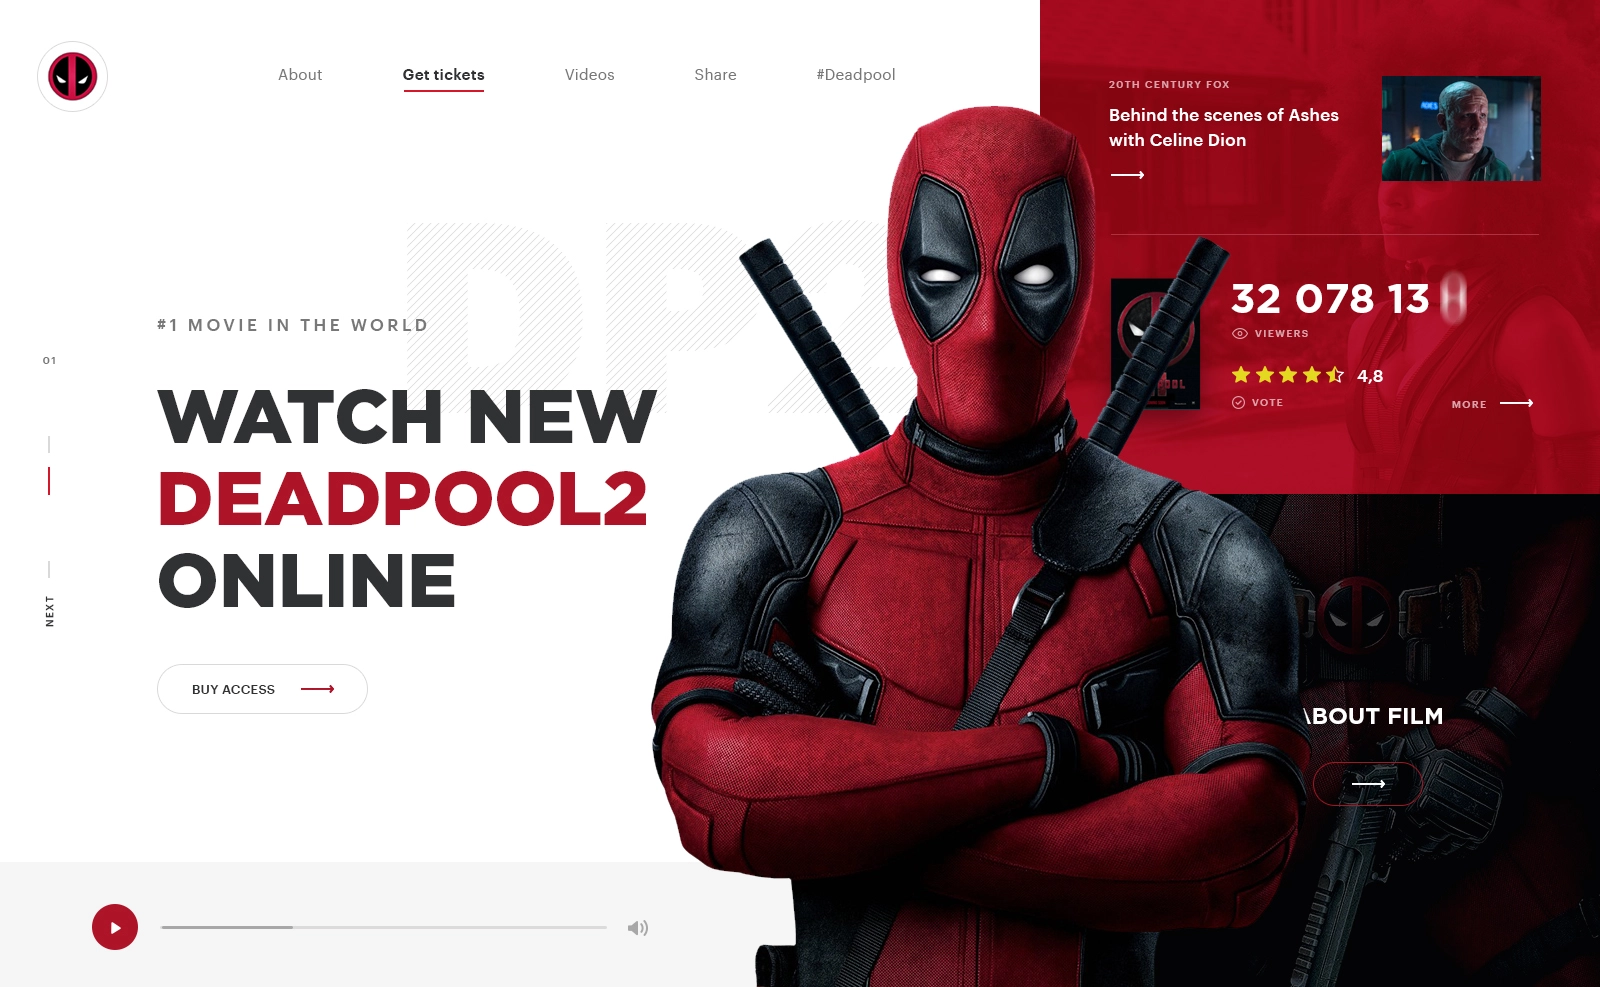 About
Get tickets
Videos
Share
#Deadpool
20TH CENTURY FOX
Behind the scenes of Ashes
with Celine Dion
DP2
#1 MOVIE IN THE WORLD
WATCH NEW
DEADPOOL2
ONLINE
BUY ACCESS
01
NEXT
32 078 13
VIEWERS
4,8
VOTE
MORE
ABOUT FILM